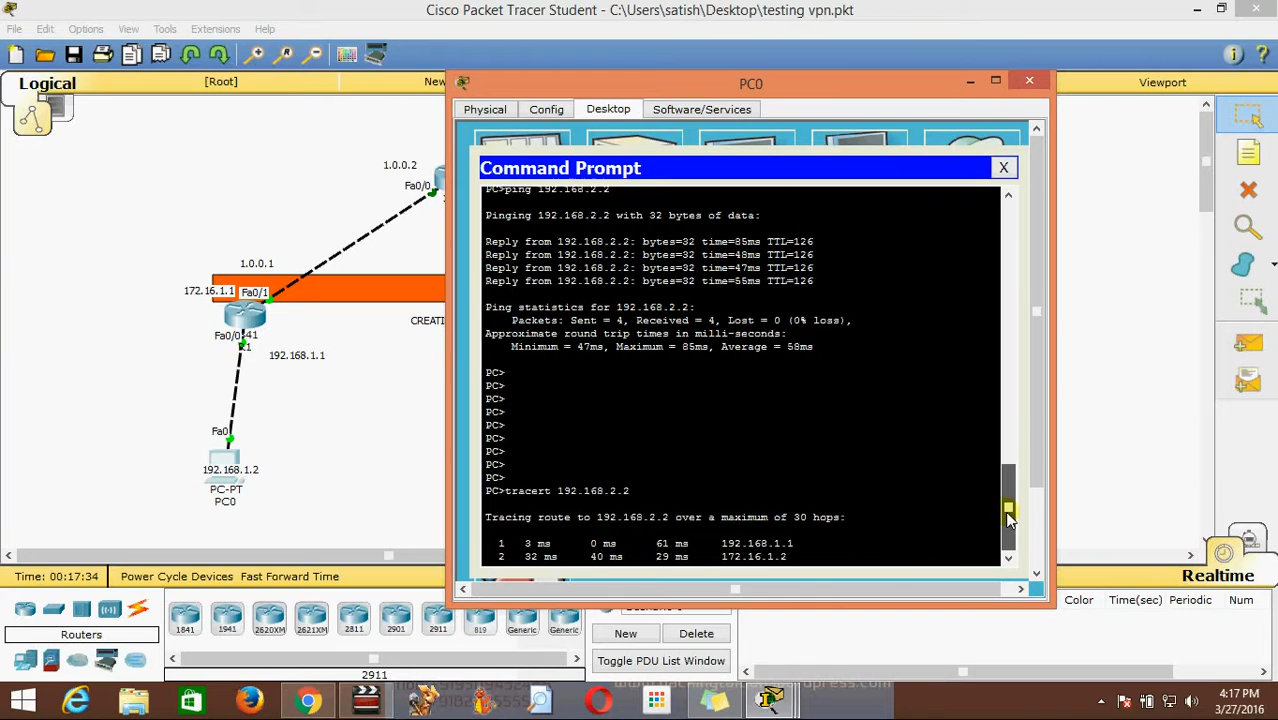 Cisco Packet Tracer Student - C:\Users\satish\Desktop\testing vpn.pkt
File Edit Options View Tools Extensions Help
Logical
[Root]
New
Viewport
PC0
Physical Config Desktop Software/Services
Command Prompt
X
PC>ping 192.168.2.2
Pinging 192.168.2.2 with 32 bytes of data:
Reply from 192.168.2.2: bytes=32 time=85ms TTL=126
Reply from 192.168.2.2: bytes=32 time=48ms TTL=126
Reply from 192.168.2.2: bytes=32 time=47ms TTL=126
Reply from 192.168.2.2: bytes=32 time=55ms TTL=126
Ping statistics for 192.168.2.2:
Packets: Sent = 4, Received = 4, Lost = 0 (0% loss),
Approximate round trip times in milli-seconds:
Minimum = 47ms, Maximum = 85ms, Average = 58ms
PC>
PC>
PC>
PC>
PC>
PC>
PC>
PC>
PC>
PC>tracert 192.168.2.2
Tracing route to 192.168.2.2 over a maximum of 30 hops:
1 3 ms 0 ms 61 ms 192.168.1.1
2 32 ms 40 ms 29 ms 172.16.1.2
1.0.0.2
Fa0/0
1.0.0.1
172.16.1.1
Fa0/1
CREATI
Fa0/0
41
192.168.1.1
Fa0
192.168.1.2
PC-PT
PC0
Time: 00:17:34 Power Cycle Devices Fast Forward Time
Realtime
Routers
1841 1941 2620XM 2621XM 2811 2901 2911 819 Generic Generic
2911
New Delete
Toggle PDU List Window
Color Time(sec) Periodic Num
4:17 PM
3/27/2016